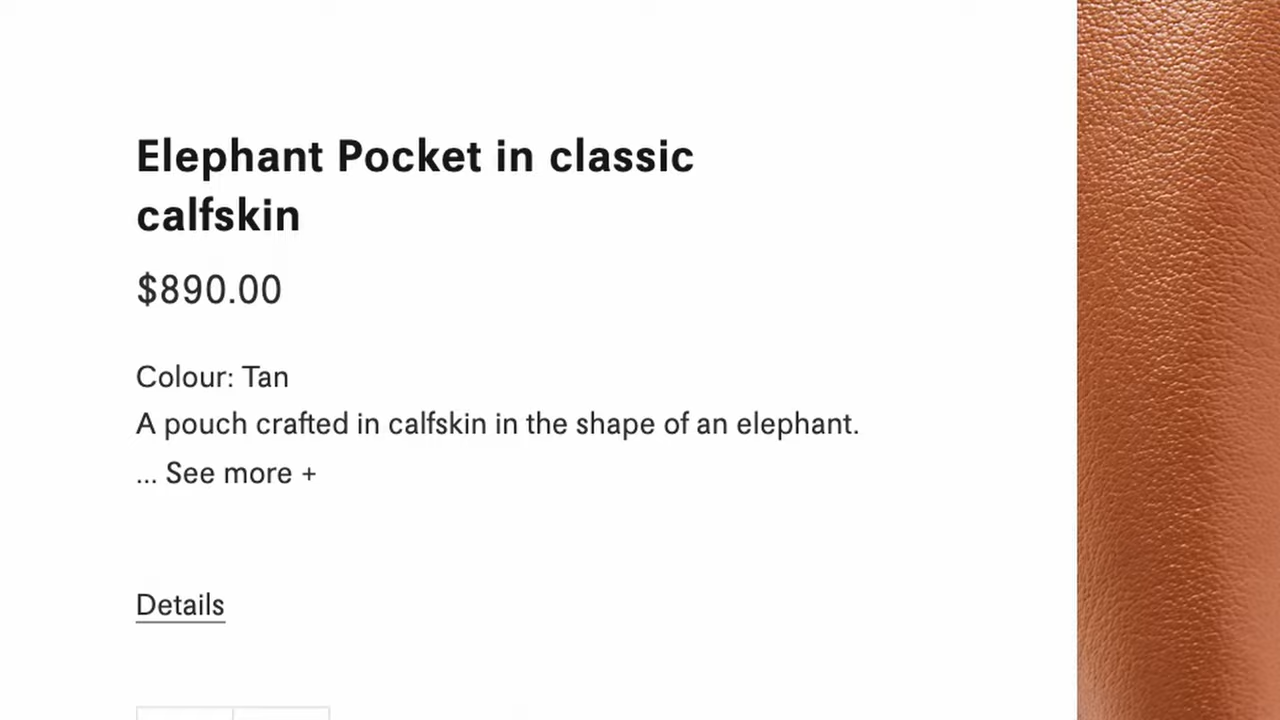 Elephant Pocket in classic
calfskin
$890.00
Colour: Tan
A pouch crafted in calfskin in the shape of an elephant.
... See more +
Details